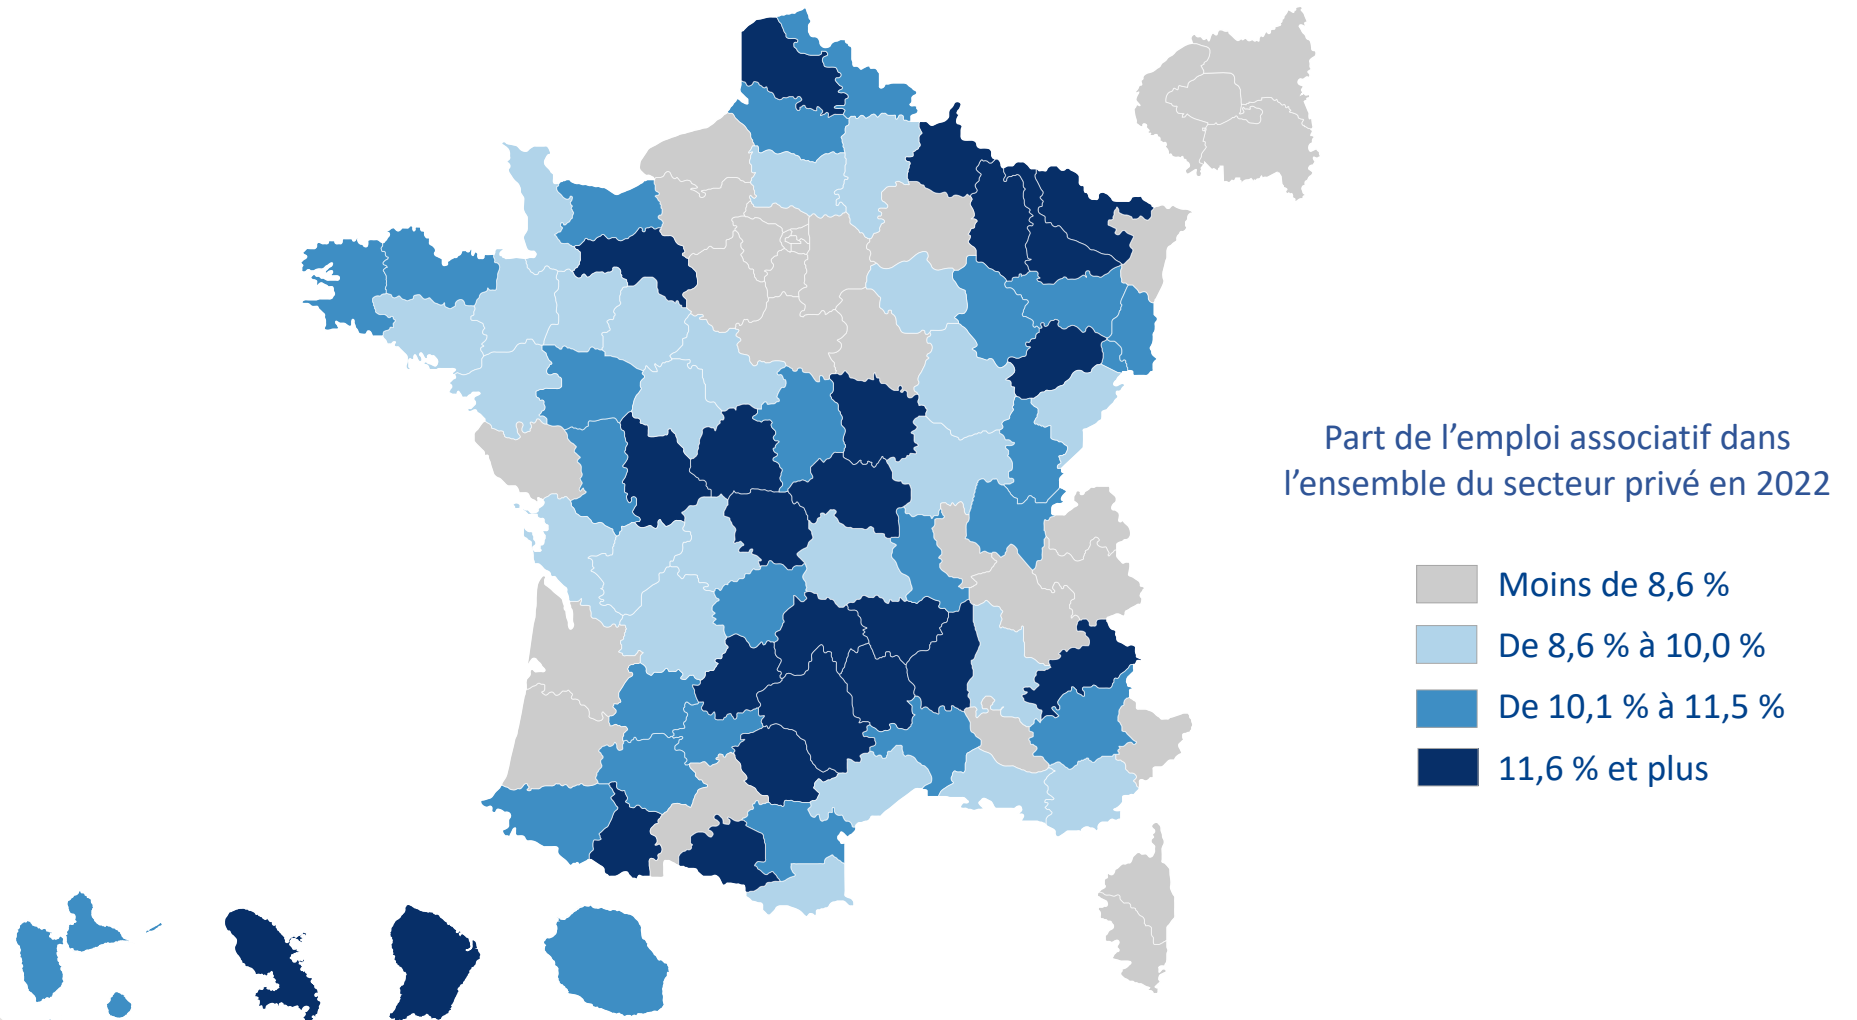 Part de l’emploi associatif dans
l’ensemble du secteur privé en 2022
Moins de 8,6 %
De 8,6 % à 10,0 %
De 10,1 % à 11,5 %
11,6 % et plus